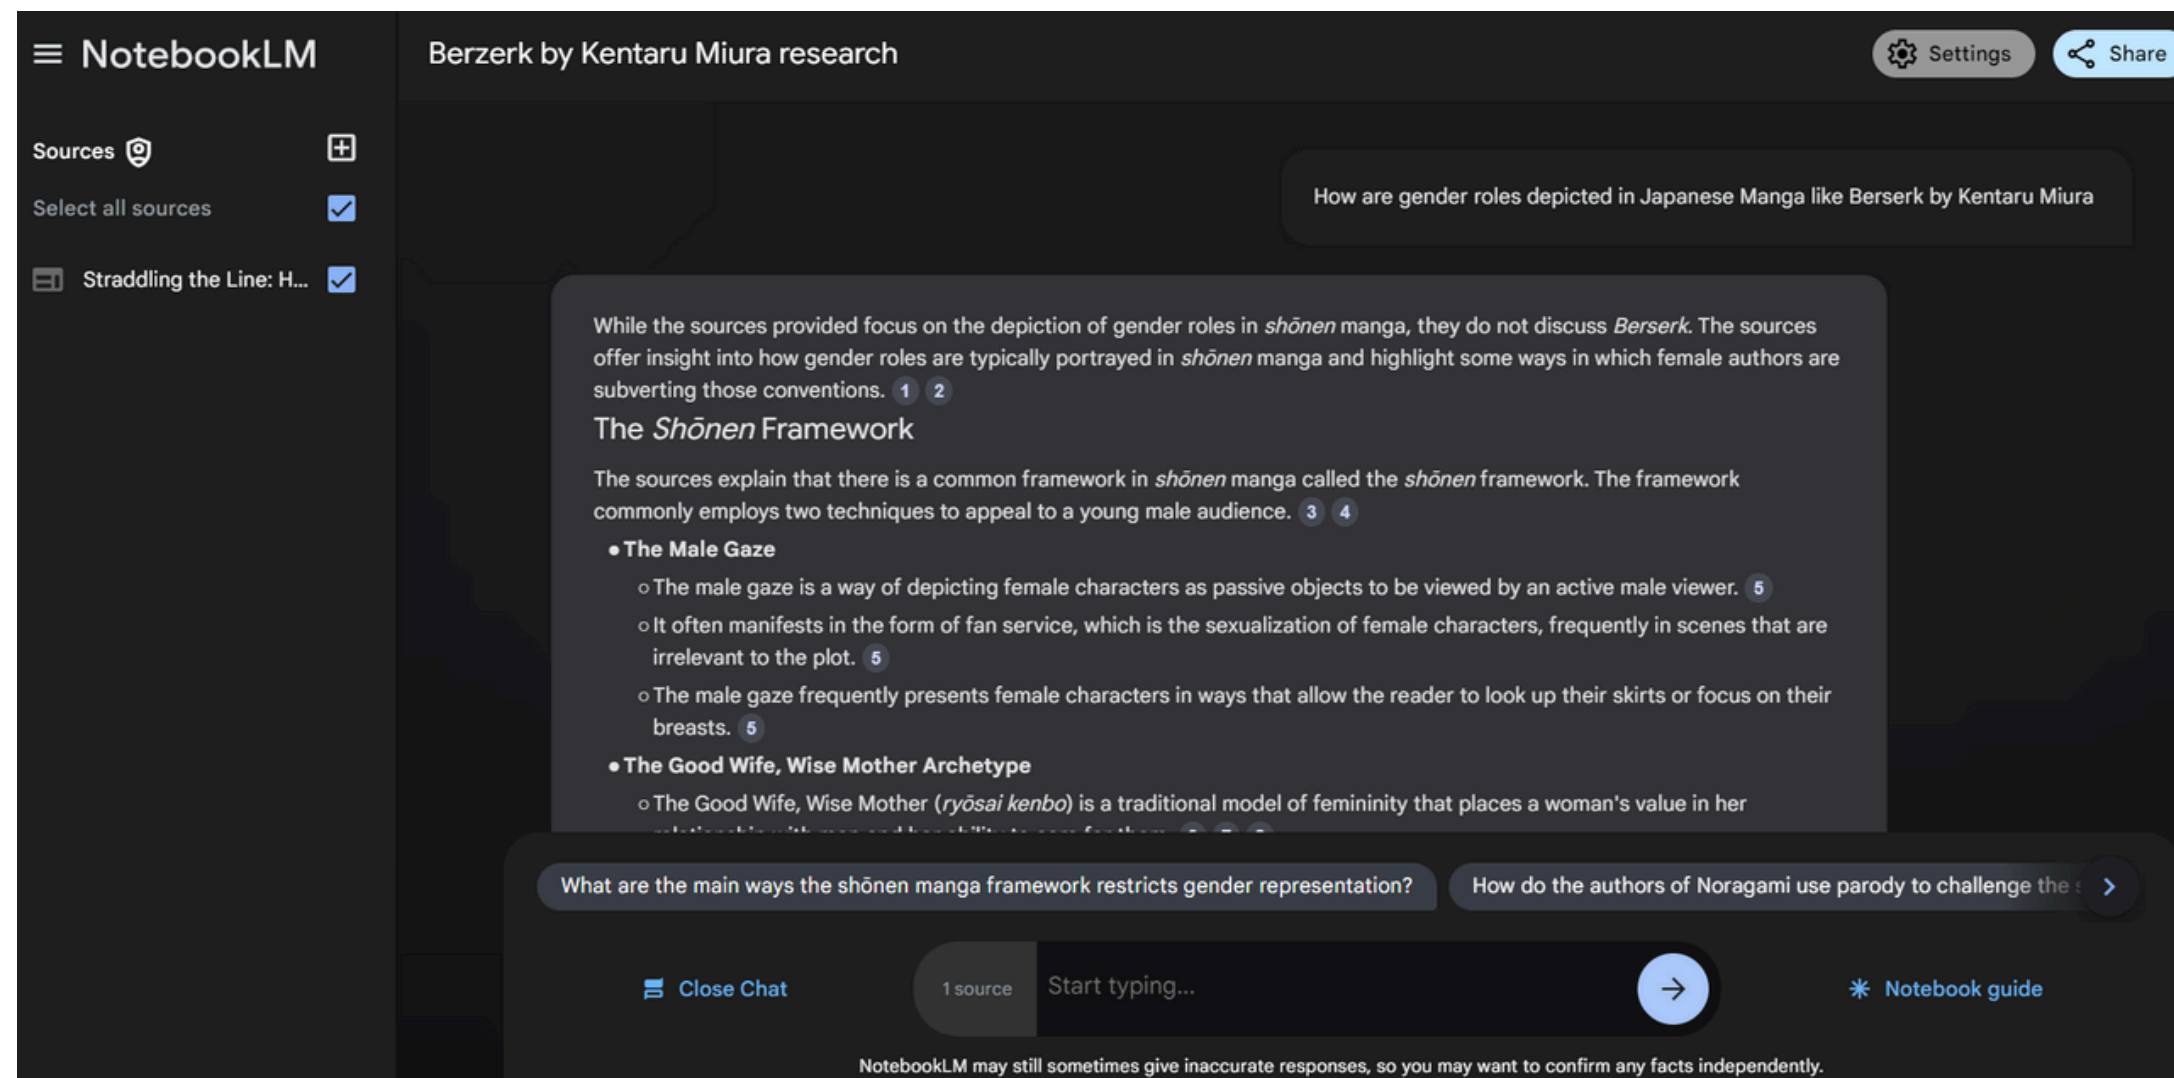 NotebookLM
Berzerk by Kentaru Miura research
Settings
Share
Sources
Select all sources
Straddling the Line: H...
How are gender roles depicted in Japanese Manga like Berserk by Kentaru Miura
While the sources provided focus on the depiction of gender roles in shōnen manga, they do not discuss Berserk. The sources
offer insight into how gender roles are typically portrayed in shōnen manga and highlight some ways in which female authors are
subverting those conventions. 1 2
The Shōnen Framework
The sources explain that there is a common framework in shōnen manga called the shōnen framework. The framework
commonly employs two techniques to appeal to a young male audience. 3 4
• The Male Gaze
○ The male gaze is a way of depicting female characters as passive objects to be viewed by an active male viewer. 5
○ It often manifests in the form of fan service, which is the sexualization of female characters, frequently in scenes that are
irrelevant to the plot. 5
○ The male gaze frequently presents female characters in ways that allow the reader to look up their skirts or focus on their
breasts. 5
• The Good Wife, Wise Mother Archetype
○ The Good Wife, Wise Mother (ryōsai kenbo) is a traditional model of femininity that places a woman's value in her
What are the main ways the shōnen manga framework restricts gender representation?
How do the authors of Noragami use parody to challenge the
Close Chat
1 source
Start typing...
Notebook guide
NotebookLM may still sometimes give inaccurate responses, so you may want to confirm any facts independently.